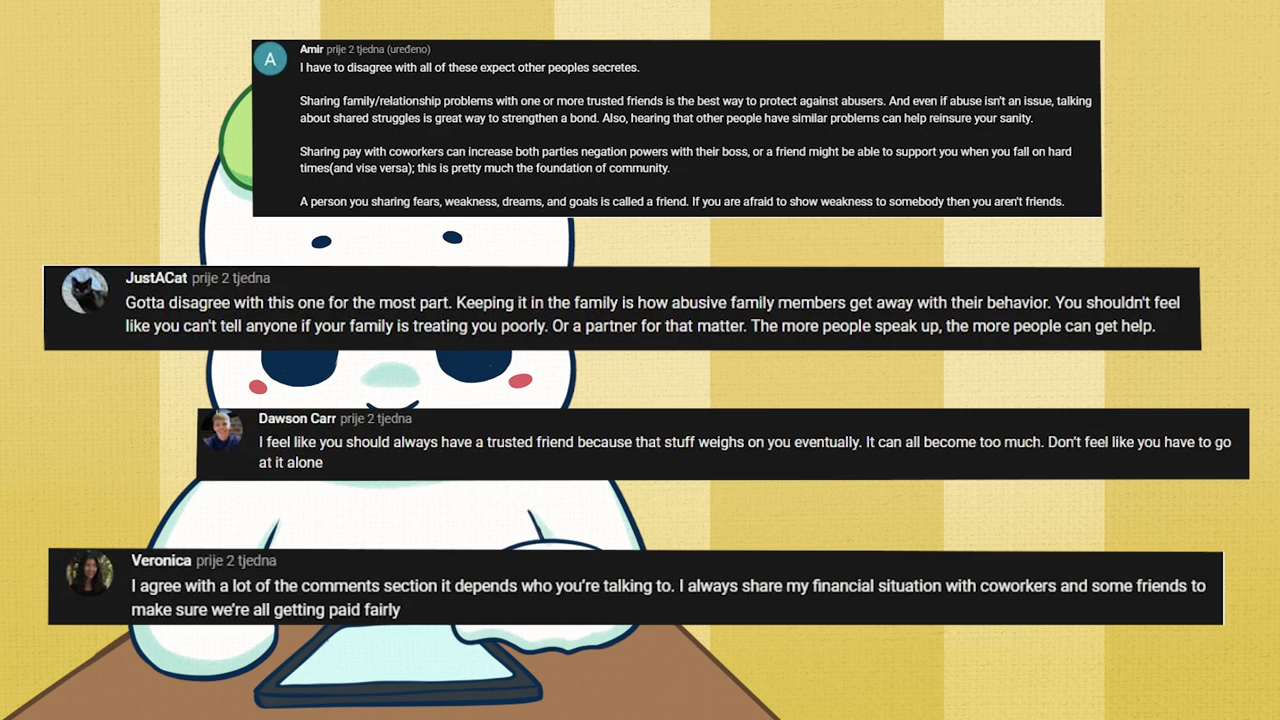 A
Amir prije 2 tjedna (uređeno)
I have to disagree with all of these expect other peoples secretes.
Sharing family/relationship problems with one or more trusted friends is the best way to protect against abusers. And even if abuse isn't an issue, talking
about shared struggles is great way to strengthen a bond. Also, hearing that other people have similar problems can help reinsure your sanity.
Sharing pay with coworkers can increase both parties negation powers with their boss, or a friend might be able to support you when you fall on hard
times(and vise versa); this is pretty much the foundation of community.
A person you sharing fears, weakness, dreams, and goals is called a friend. If you are afraid to show weakness to somebody then you aren't friends.
JustACat prije 2 tjedna
Gotta disagree with this one for the most part. Keeping it in the family is how abusive family members get away with their behavior. You shouldn't feel
like you can't tell anyone if your family is treating you poorly. Or a partner for that matter. The more people speak up, the more people can get help.
Dawson Carr prije 2 tjedna
I feel like you should always have a trusted friend because that stuff weighs on you eventually. It can all become too much. Don't feel like you have to go
at it alone
Veronica prije 2 tjedna
I agree with a lot of the comments section it depends who you're talking to. I always share my financial situation with coworkers and some friends to
make sure we're all getting paid fairly